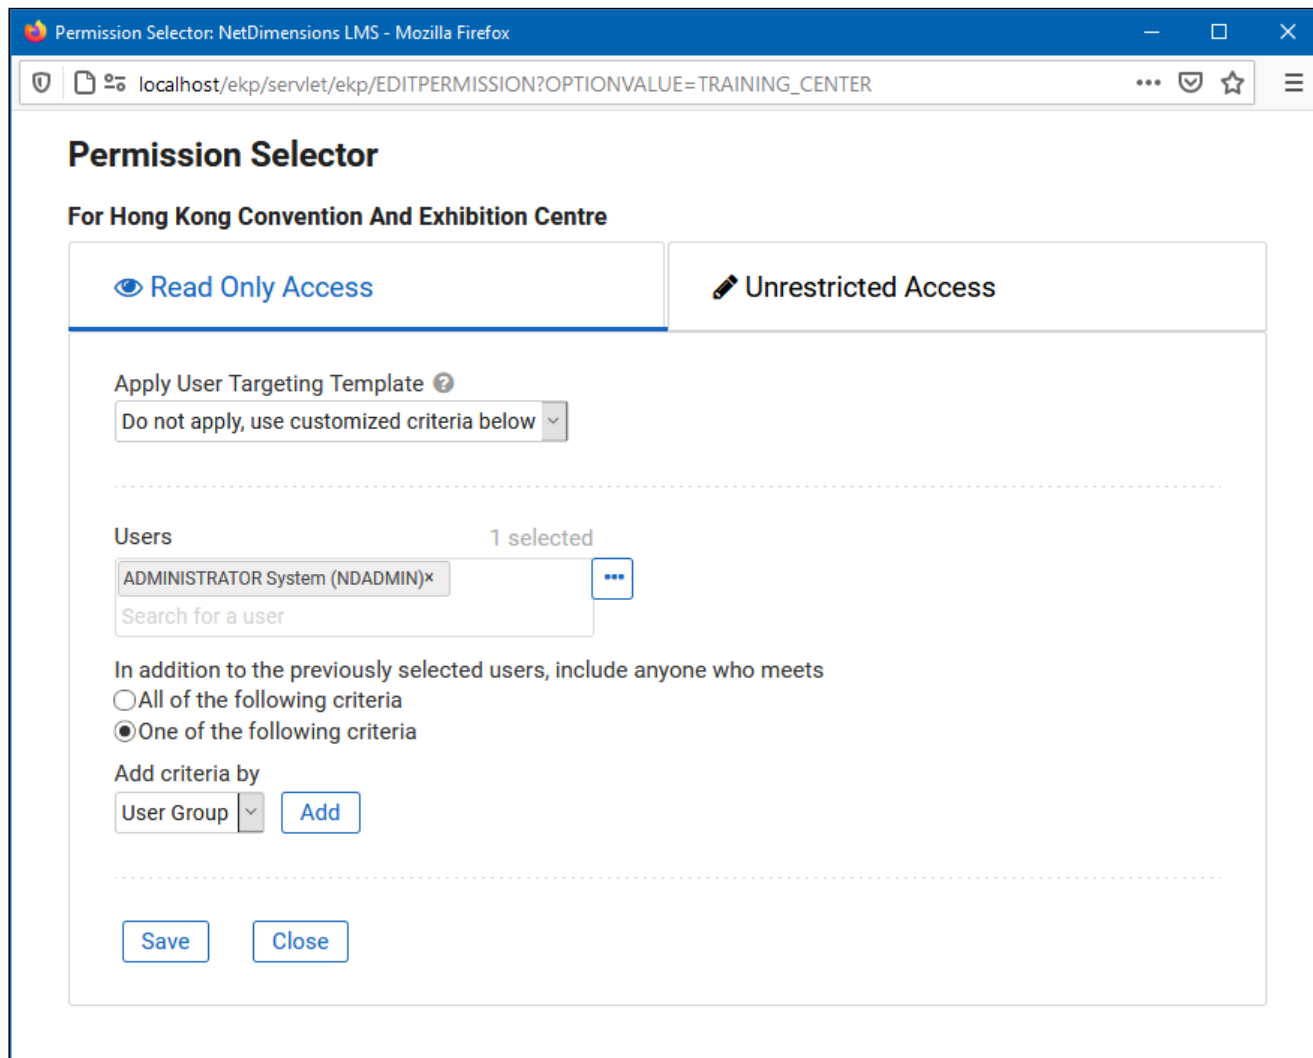 Permission Selector: NetDimensions LMS - Mozilla Firefox
localhost/ekp/servlet/ekp/EDITPERMISSION?OPTIONVALUE=TRAINING_CENTER
Permission Selector
For Hong Kong Convention And Exhibition Centre
Read Only Access
Unrestricted Access
Apply User Targeting Template ?
Do not apply, use customized criteria below
Users 1 selected
ADMINISTRATOR System (NDADMIN)×
Search for a user
In addition to the previously selected users, include anyone who meets
All of the following criteria
One of the following criteria
Add criteria by
User Group Add
Save Close